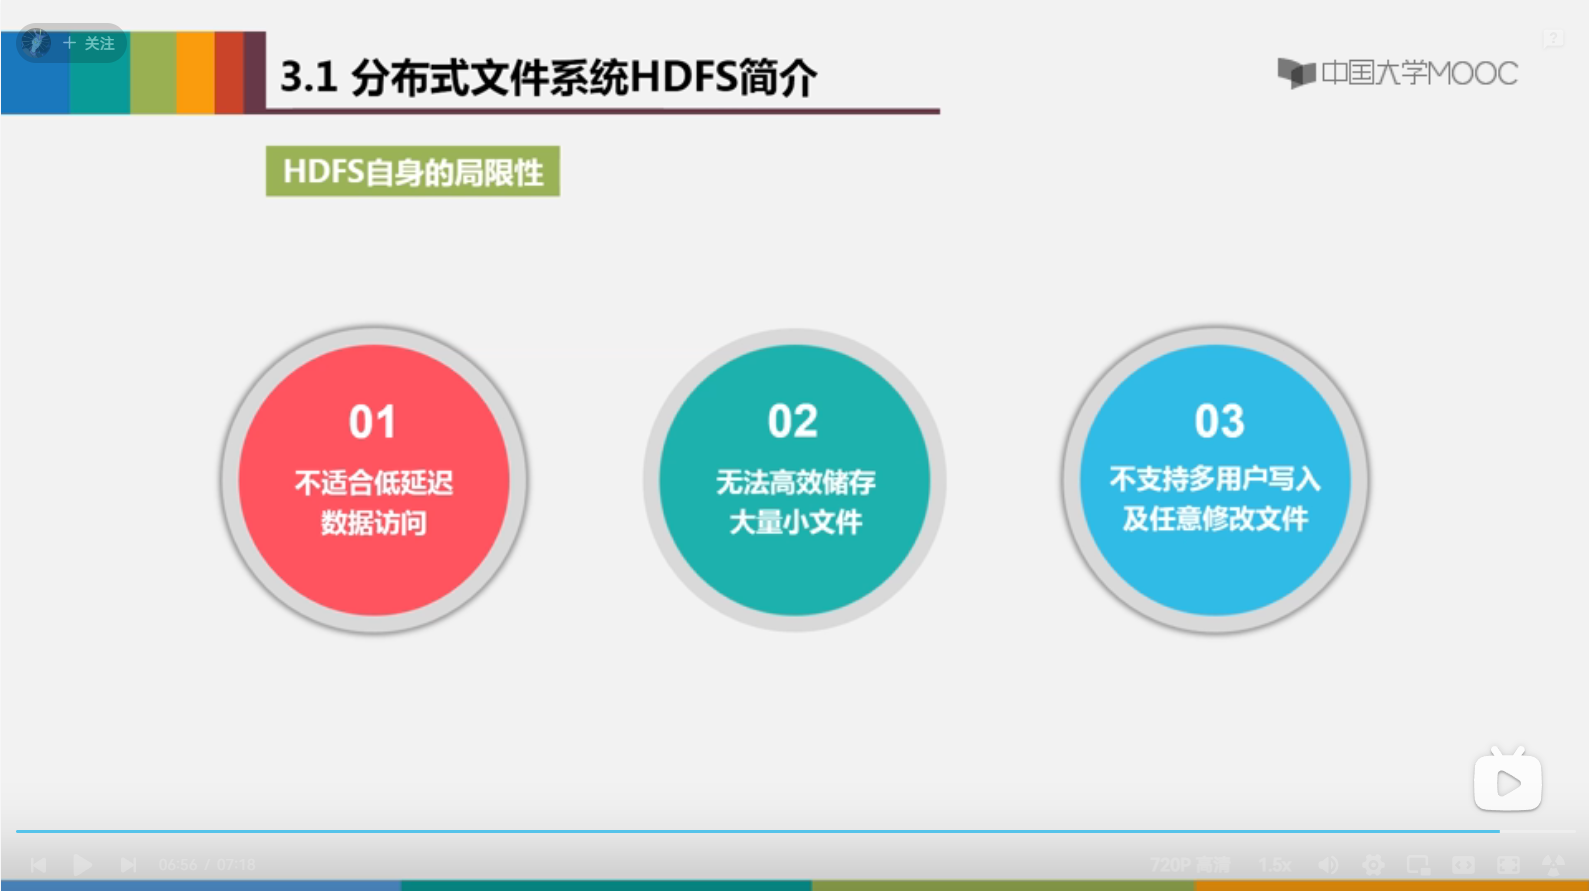 + 关注
3.1 分布式文件系统HDFS简介
中国大学MOOC
?
HDFS自身的局限性
01
不适合低延迟
数据访问
02
无法高效储存
大量小文件
03
不支持多用户写入
及任意修改文件
06:56 / 07:18
720P 高清
1.5x